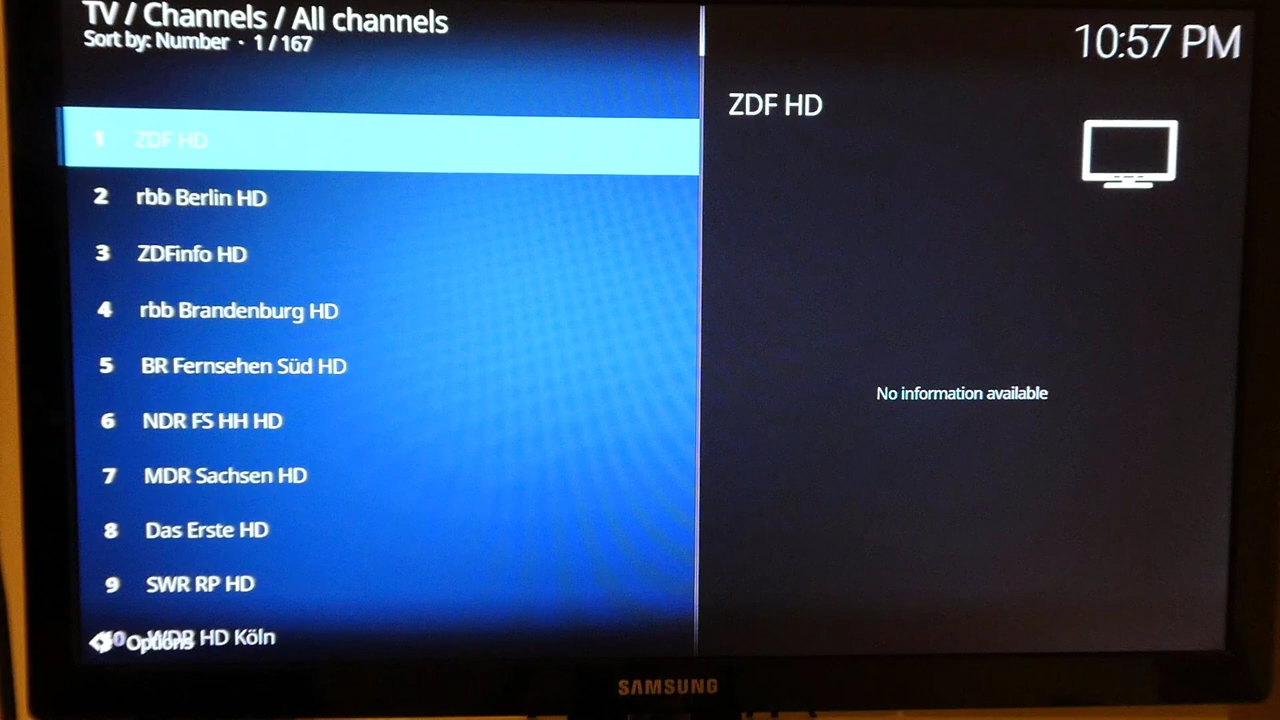 TV / Channels / All channels
Sort by: Number · 1 / 167
10:57 PM
1 ZDF HD
2 rbb Berlin HD
3 ZDFinfo HD
4 rbb Brandenburg HD
5 BR Fernsehen Süd HD
6 NDR FS HH HD
7 MDR Sachsen HD
8 Das Erste HD
9 SWR RP HD
10 WDR HD Köln
Options
ZDF HD
No information available
SAMSUNG